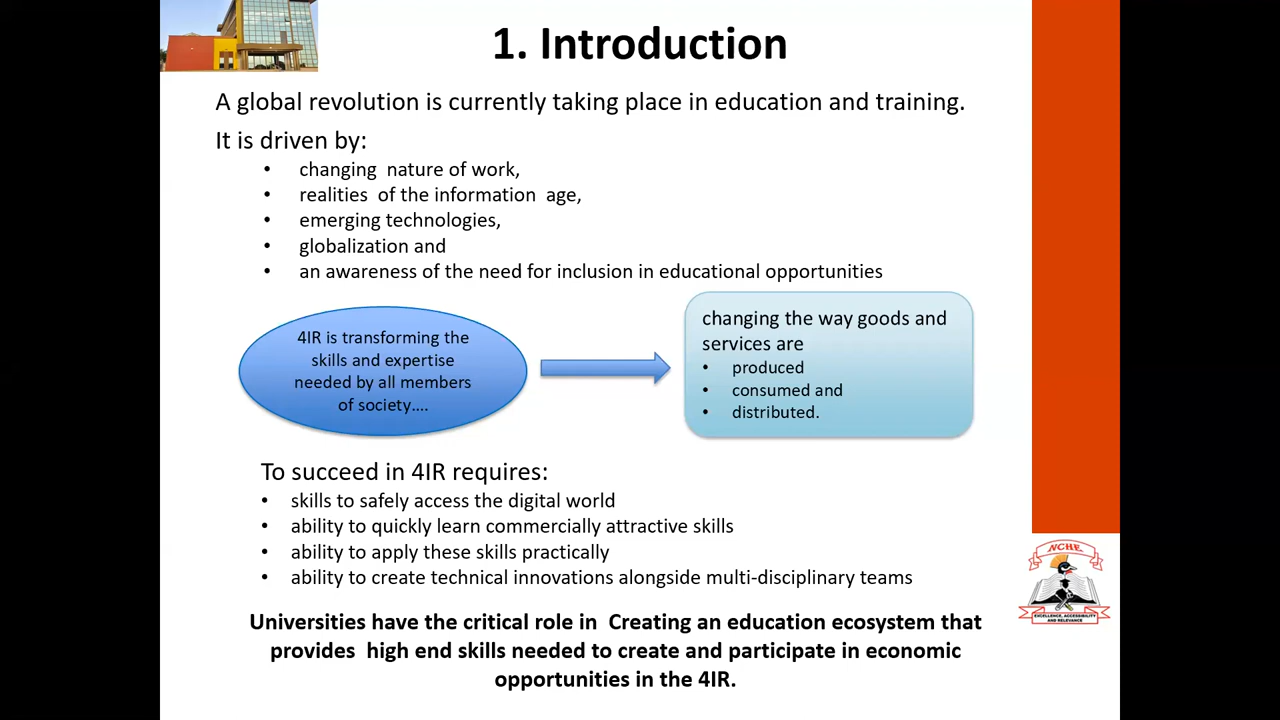 1. Introduction
A global revolution is currently taking place in education and training.
It is driven by:
• changing nature of work,
• realities of the information age,
• emerging technologies,
• globalization and
• an awareness of the need for inclusion in educational opportunities
4IR is transforming the
skills and expertise
needed by all members
of society....
changing the way goods and
services are
• produced
• consumed and
• distributed.
To succeed in 4IR requires:
• skills to safely access the digital world
• ability to quickly learn commercially attractive skills
• ability to apply these skills practically
• ability to create technical innovations alongside multi-disciplinary teams
NCHE
EXCELLENCE, ACCESSIBILITY
AND RELEVANCE
Universities have the critical role in Creating an education ecosystem that
provides high end skills needed to create and participate in economic
opportunities in the 4IR.